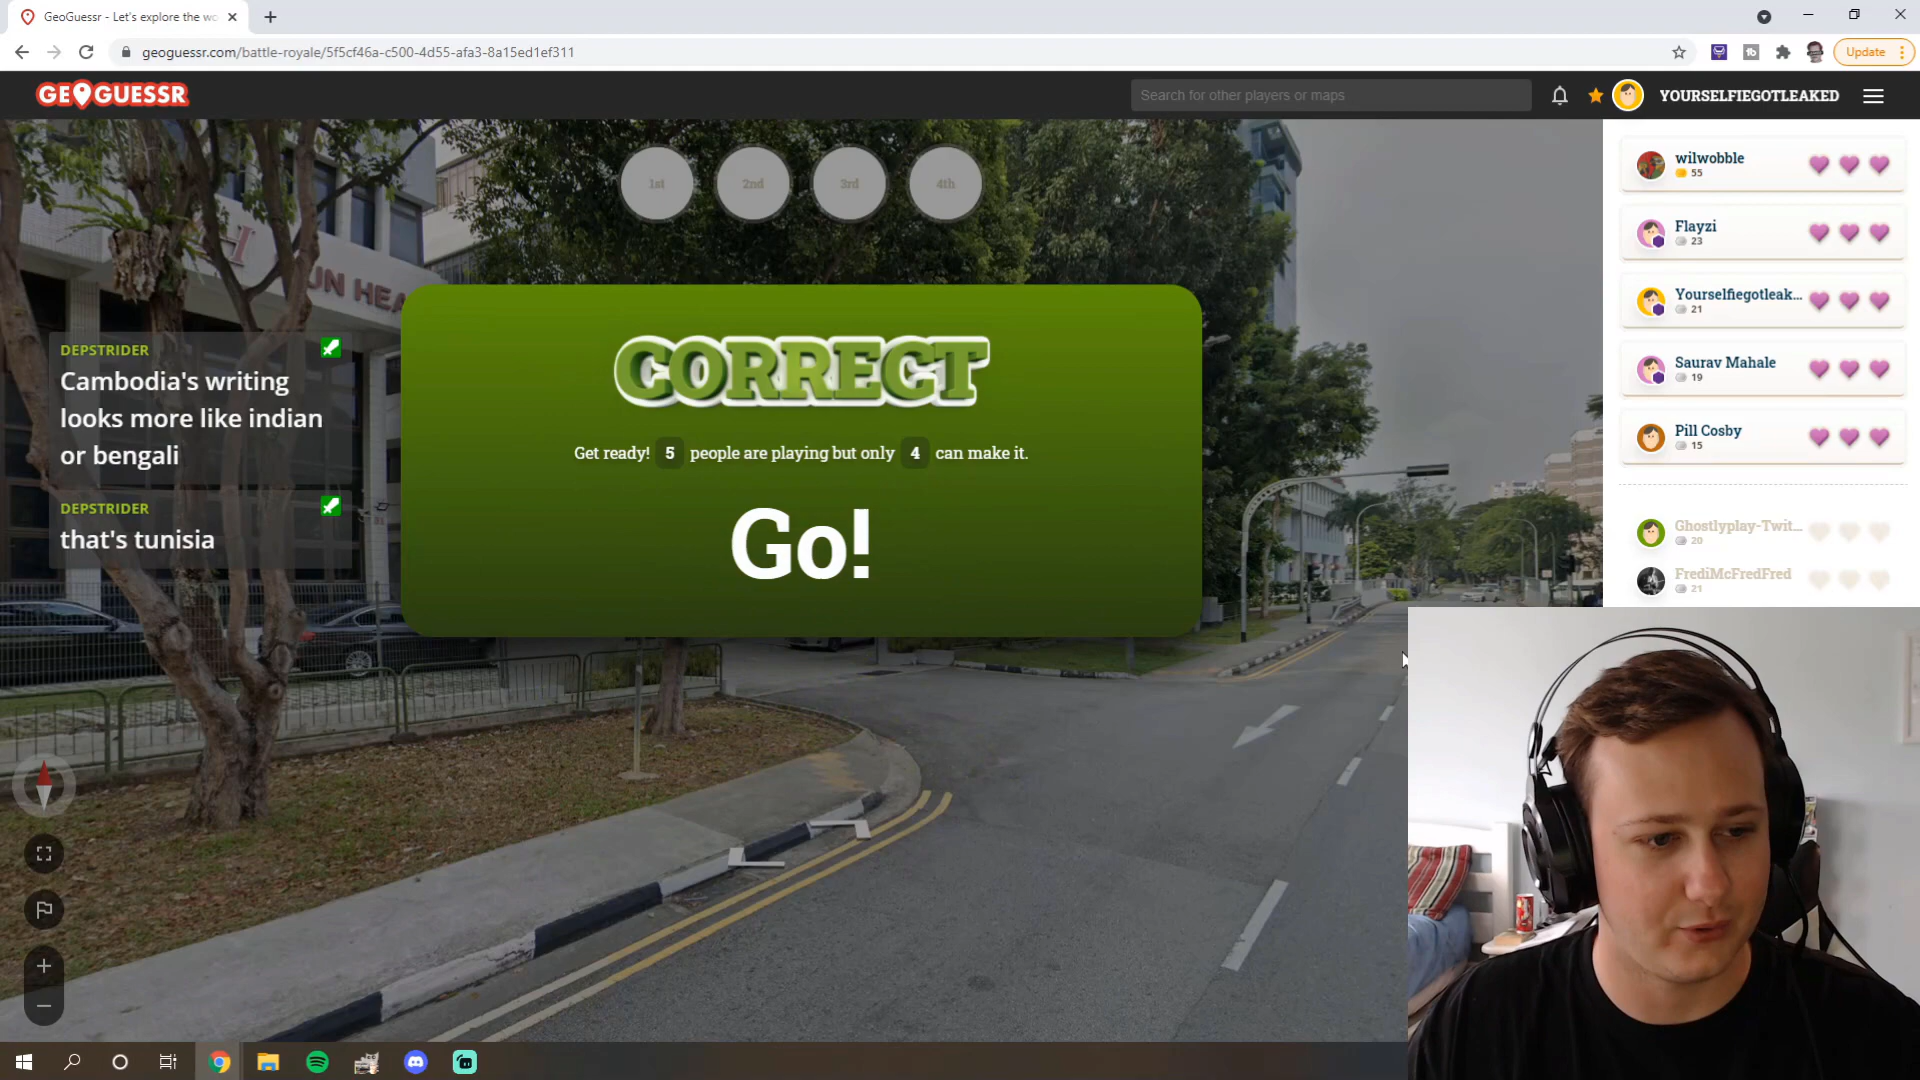 GeoGuessr - Let's explore the wo
geoguessr.com/battle-royale/5f5cf46a-c500-4d55-afa3-8a15ed1ef311
Update
GEOGUESSR
Search for other players or maps
YOURSELFIEGOTLEAKED
1st
2nd
3rd
4th
H
UN HEA
DEPSTRIDER
Cambodia's writing
looks more like indian
or bengali
DEPSTRIDER
that's tunisia
CORRECT
Get ready! 5 people are playing but only 4 can make it.
Go!
wilwobble
55
Flayzi
23
Yourselfiegotleak...
21
Saurav Mahale
19
Pill Cosby
15
Ghostlyplay-Twit...
20
FrediMcFredFred
21